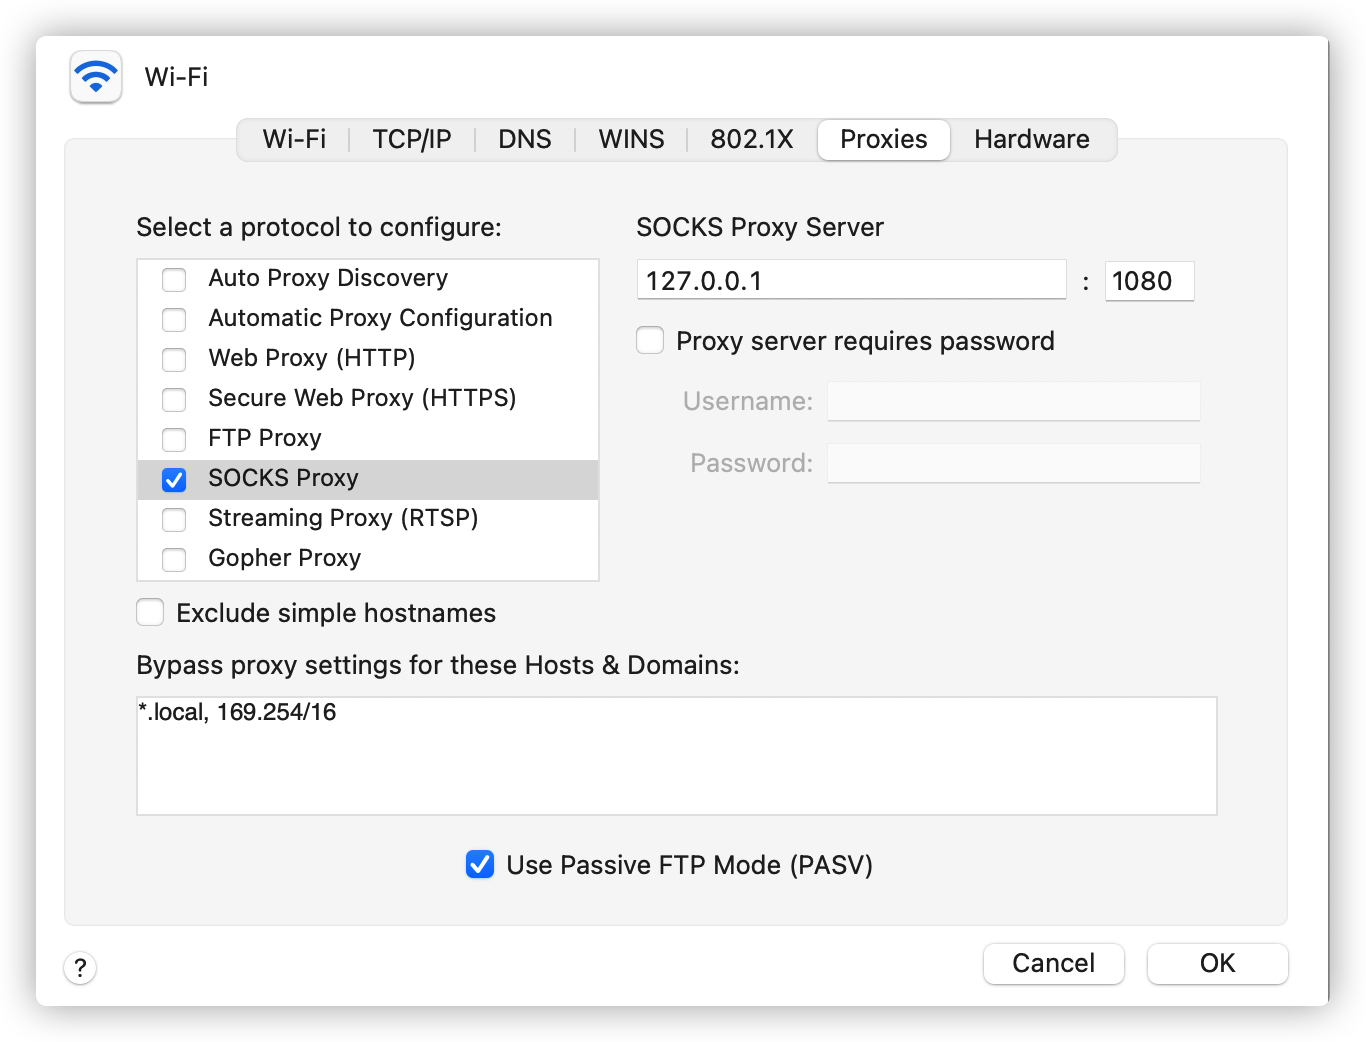 Wi-Fi
Wi-Fi TCP/IP DNS WINS 802.1X Proxies Hardware
Select a protocol to configure:
Auto Proxy Discovery
Automatic Proxy Configuration
Web Proxy (HTTP)
Secure Web Proxy (HTTPS)
FTP Proxy
SOCKS Proxy
Streaming Proxy (RTSP)
Gopher Proxy
SOCKS Proxy Server
127.0.0.1 : 1080
Proxy server requires password
Username:
Password:
Exclude simple hostnames
Bypass proxy settings for these Hosts & Domains:
*.local, 169.254/16
Use Passive FTP Mode (PASV)
?
Cancel
OK